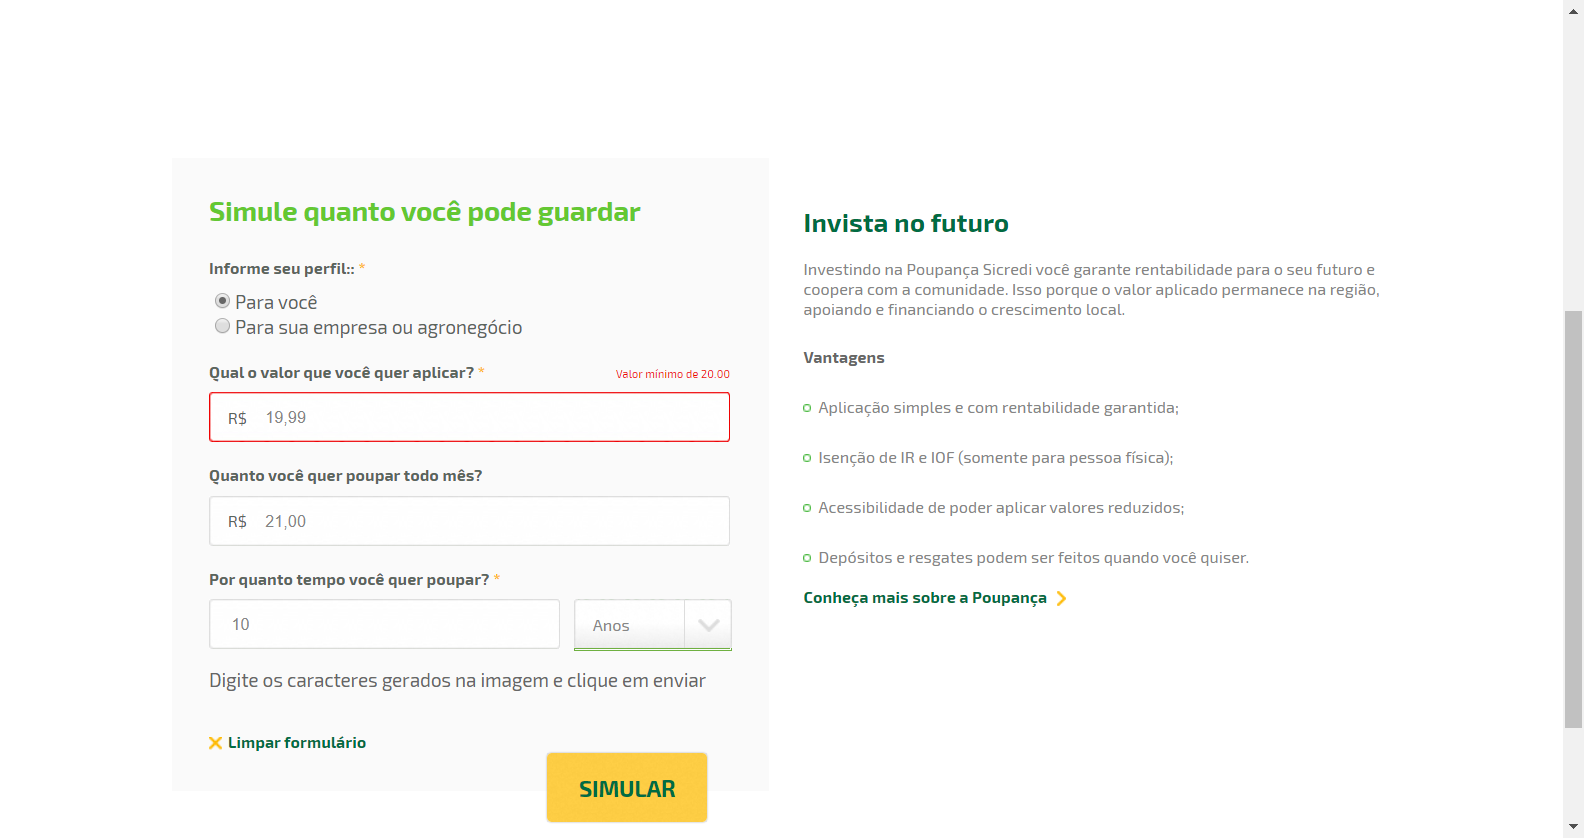 Simule quanto você pode guardar
Informe seu perfil:: *
Para você
Para sua empresa ou agronegócio
Qual o valor que você quer aplicar? *
Valor mínimo de 20.00
R$ 19,99
Quanto você quer poupar todo mês?
R$ 21,00
Por quanto tempo você quer poupar? *
10
Anos
Digite os caracteres gerados na imagem e clique em enviar
Limpar formulário
SIMULAR
Invista no futuro
Investindo na Poupança Sicredi você garante rentabilidade para o seu futuro e
coopera com a comunidade. Isso porque o valor aplicado permanece na região,
apoiando e financiando o crescimento local.
Vantagens
Aplicação simples e com rentabilidade garantida;
Isenção de IR e IOF (somente para pessoa física);
Acessibilidade de poder aplicar valores reduzidos;
Depósitos e resgates podem ser feitos quando você quiser.
Conheça mais sobre a Poupança